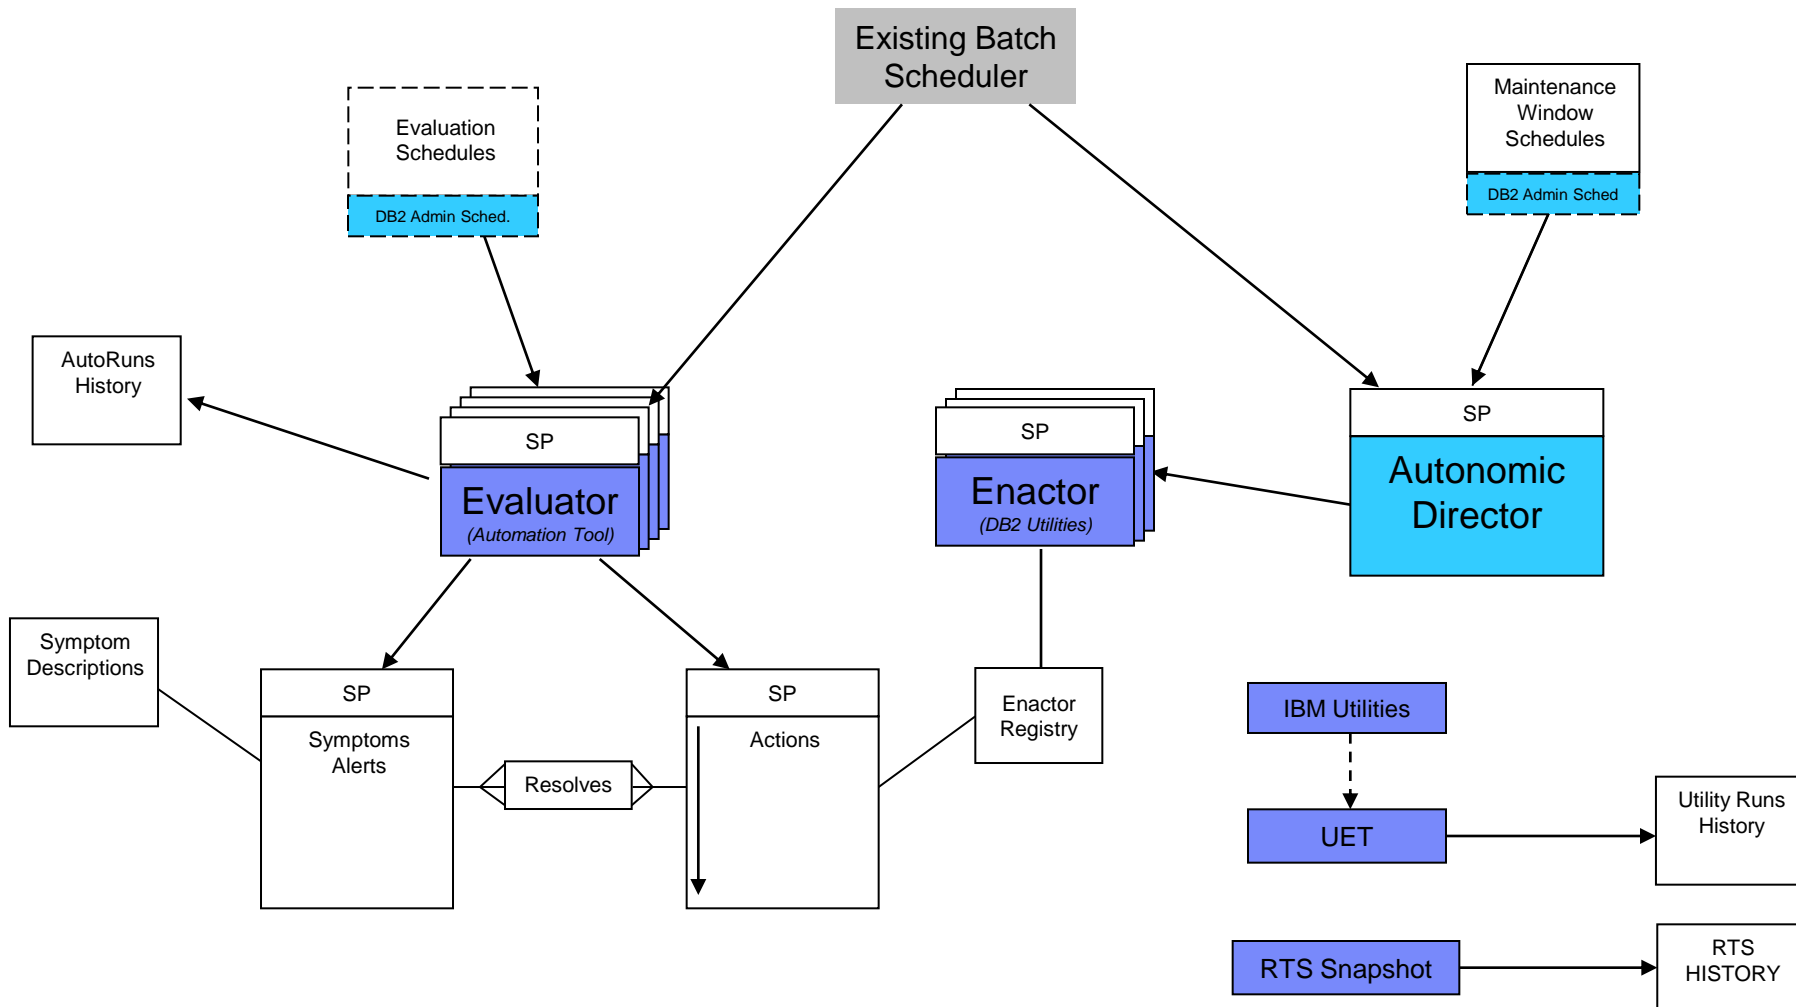 Existing Batch
Scheduler
Evaluation
Schedules
DB2 Admin Sched.
Maintenance
Window
Schedules
DB2 Admin Sched
AutoRuns
History
SP
Evaluator
(Automation Tool)
SP
Enactor
(DB2 Utilities)
SP
Autonomic
Director
Symptom
Descriptions
SP
Symptoms
Alerts
Resolves
SP
Actions
Enactor
Registry
IBM Utilities
UET
Utility Runs
History
RTS Snapshot
RTS
HISTORY